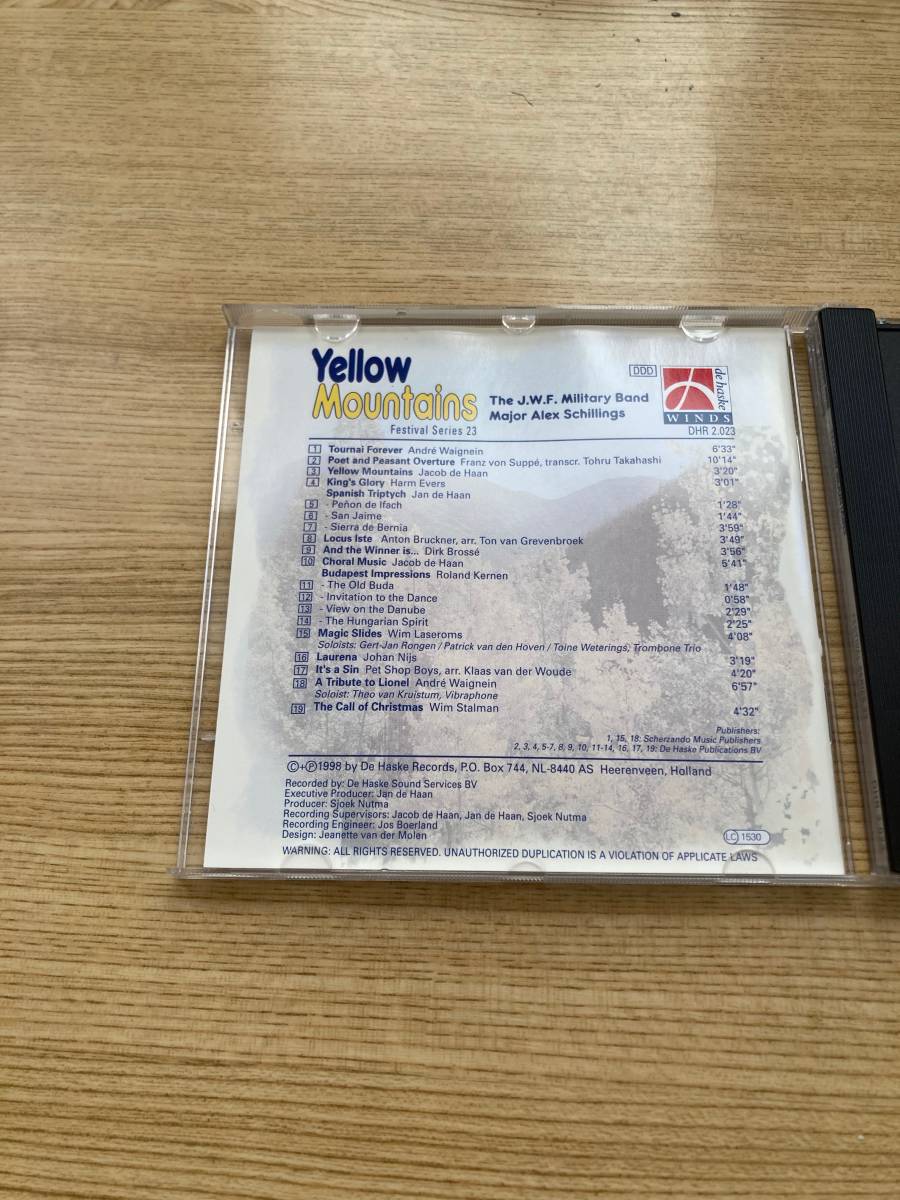 Yellow
Mountains
Festival Series 23
The J.W.F. Military Band
Major Alex Schillings
DDD
de haske
WINDS
DHR 2.023
1 Tournai Forever André Waignein 6'33"
2 Poet and Peasant Overture Franz von Suppé, transcr. Tohru Takahashi 10'14"
3 Yellow Mountains Jacob de Haan 3'20"
4 King's Glory Harm Evers 3'01"
Spanish Triptych Jan de Haan
5 - Peñon de Ifach 1'28"
6 - San Jaime 1'44"
7 - Sierra de Bernia 3'59"
8 Locus Iste Anton Bruckner, arr. Ton van Grevenbroek 3'49"
9 And the Winner is... Dirk Brossé 3'56"
10 Choral Music Jacob de Haan 5'41"
Budapest Impressions Roland Kernen
11 - The Old Buda 1'48"
12 - Invitation to the Dance 0'58"
13 - View on the Danube 2'29"
14 - The Hungarian Spirit 2'25"
15 Magic Slides Wim Laseroms 4'08"
Soloists: Gert-Jan Rongen / Patrick van den Hoven / Toine Weterings, Trombone Trio
16 Laurena Johan Nijs 3'19"
17 It's a Sin Pet Shop Boys, arr. Klaas van der Woude 4'20"
18 A Tribute to Lionel André Waignein 6'57"
Soloist: Theo van Kruistum, Vibraphone
19 The Call of Christmas Wim Stalman 4'32"
Publishers:
1, 15, 18: Scherzando Music Publishers
2, 3, 4, 5-7, 8, 9, 10, 11-14, 16, 17, 19: De Haske Publications BV
©+℗1998 by De Haske Records, P.O. Box 744, NL-8440 AS Heerenveen, Holland
Recorded by: De Haske Sound Services BV
Executive Producer: Jan de Haan
Producer: Sjoek Nutma
Recording Supervisors: Jacob de Haan, Jan de Haan, Sjoek Nutma
Recording Engineer: Jos Boerland
Design: Jeanette van der Molen
LC 1530
WARNING: ALL RIGHTS RESERVED. UNAUTHORIZED DUPLICATION IS A VIOLATION OF APPLICATE LAWS